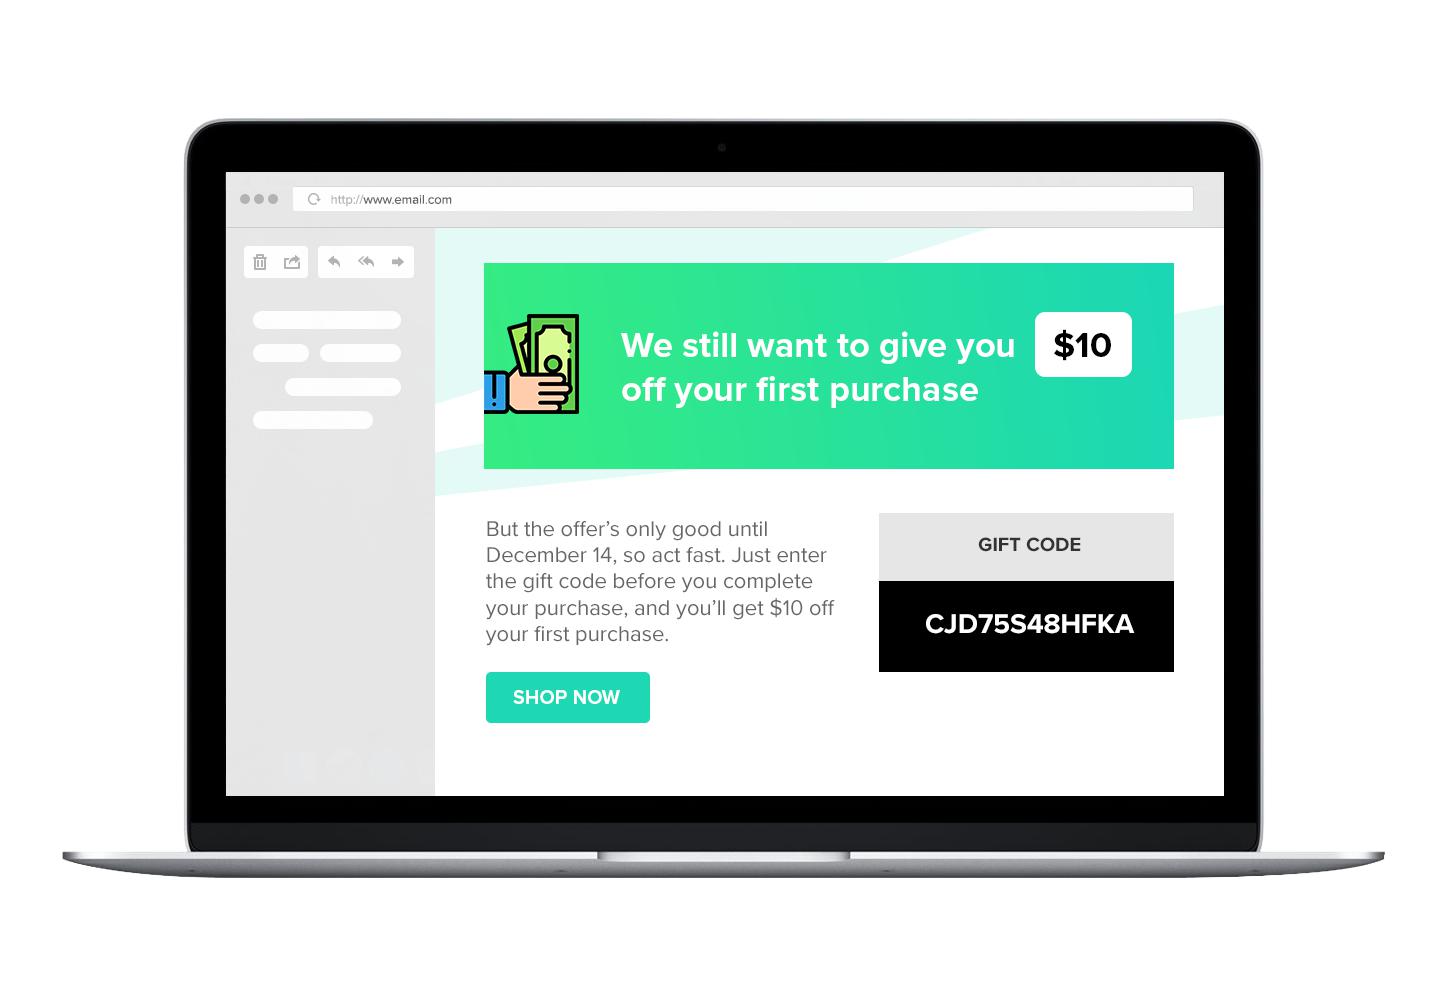 http://www.email.com
We still want to give you $10
off your first purchase
But the offer’s only good until
December 14, so act fast. Just enter
the gift code before you complete
your purchase, and you’ll get $10 off
your first purchase.
SHOP NOW
GIFT CODE
CJD75S48HFKA